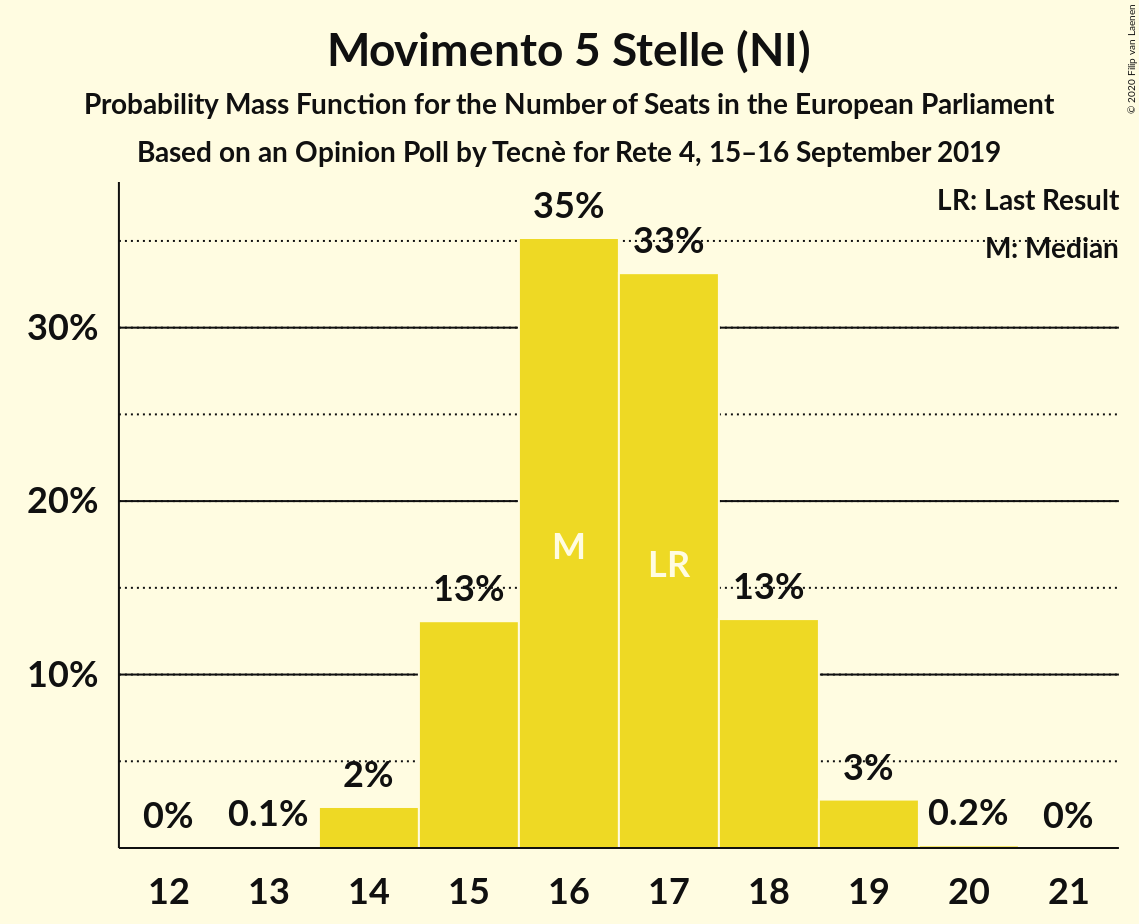 Movimento 5 Stelle (NI)
Probability Mass Function for the Number of Seats in the European Parliament
Based on an Opinion Poll by Tecnè for Rete 4, 15–16 September 2019
© 2020 Filip van Laenen
LR: Last Result
M: Median
35%
33%
30%
20%
10%
13%
13%
M
LR
2%
3%
0%
0.1%
0.2%
0%
12 13 14 15 16 17 18 19 20 21